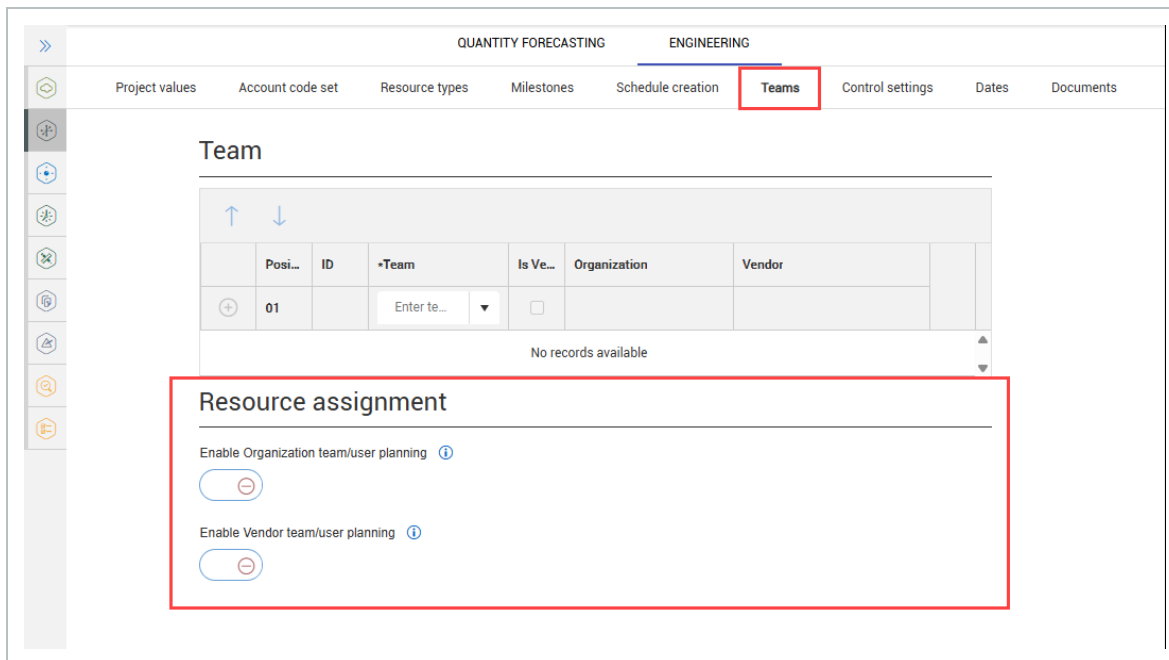 QUANTITY FORECASTING ENGINEERING
Project values Account code set Resource types Milestones Schedule creation Teams Control settings Dates Documents
Team
Posi... ID *Team Is Ve... Organization Vendor
01 Enter te...
No records available
Resource assignment
Enable Organization team/user planning
Enable Vendor team/user planning